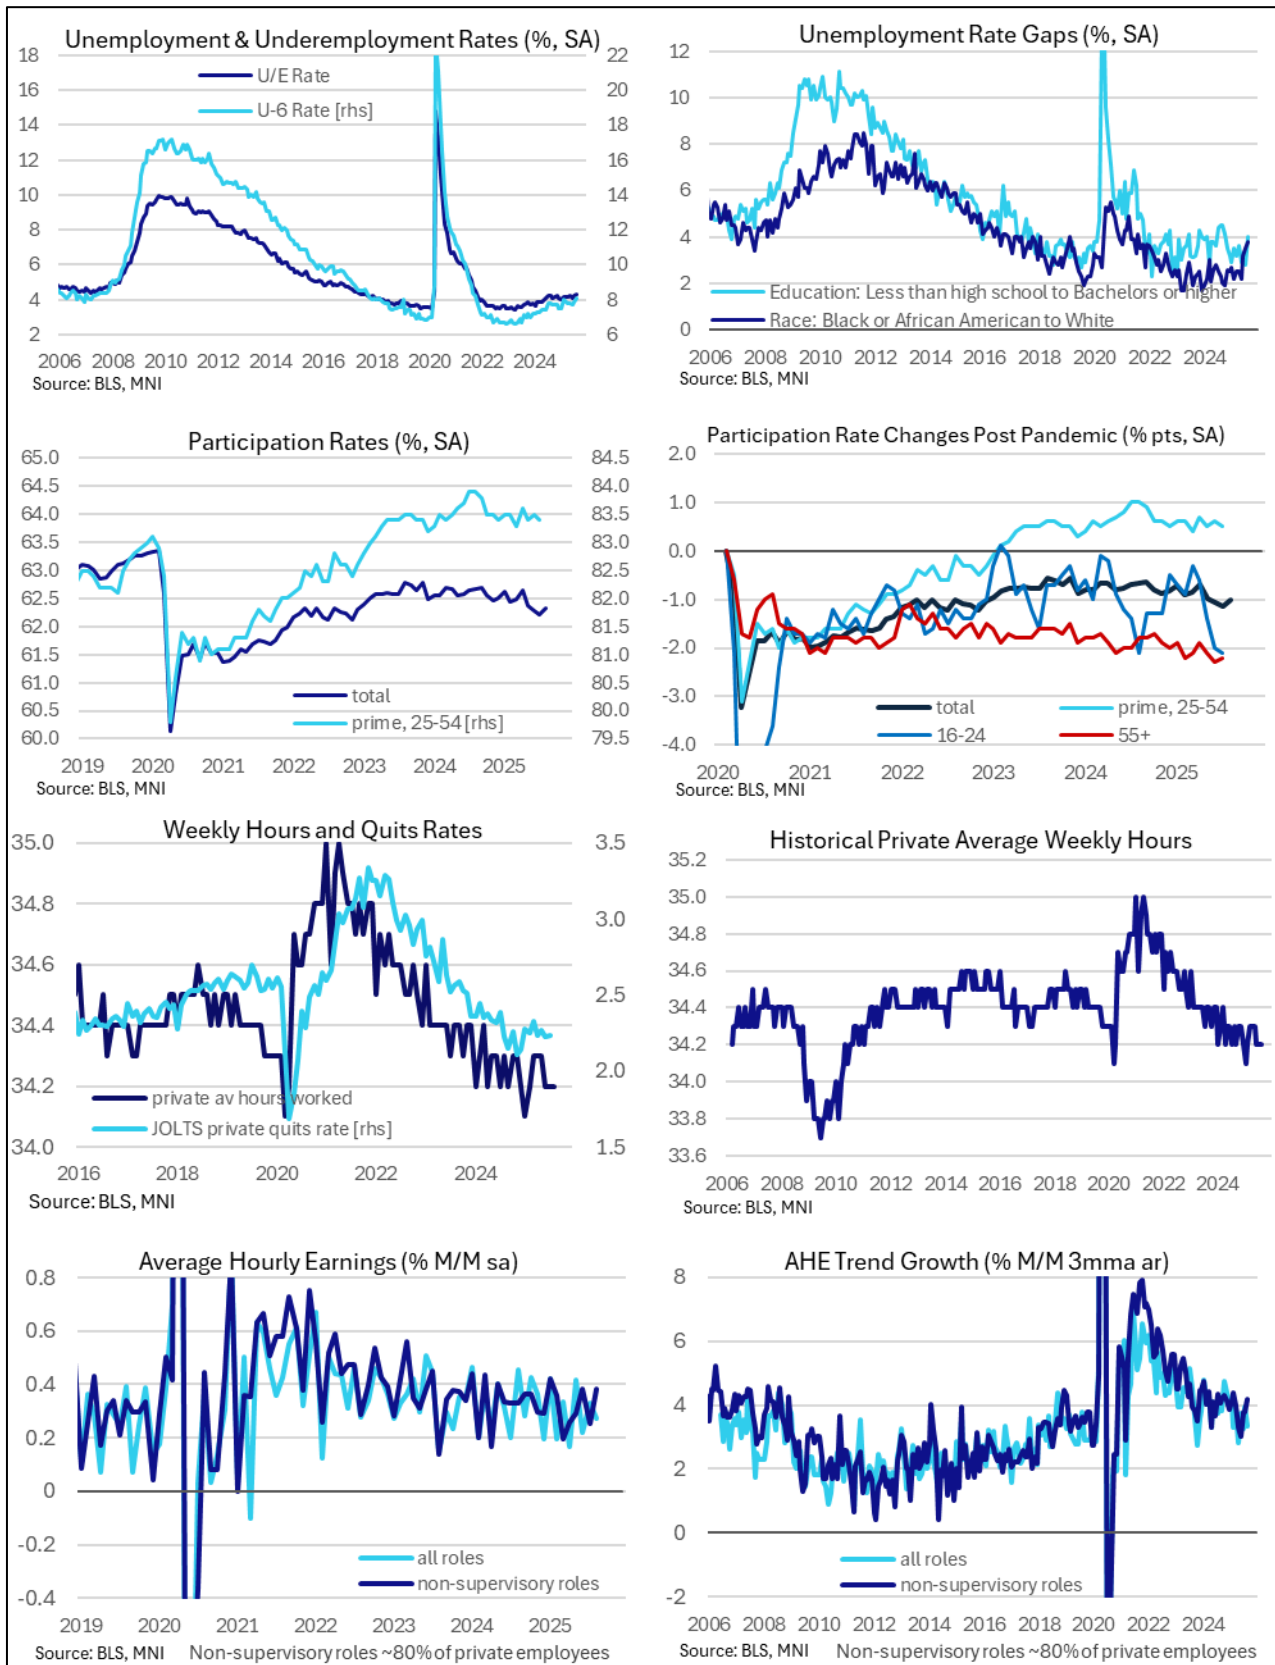 Unemployment & Underemployment Rates (%, SA)
18
16
14
12
10
8
6
4
2
22
20
18
16
14
12
10
8
6
U/E Rate
U-6 Rate [rhs]
2006 2008 2010 2012 2014 2016 2018 2020 2022 2024
Source: BLS, MNI
Unemployment Rate Gaps (%, SA)
12
10
8
6
4
2
0
Education: Less than high school to Bachelors or higher
Race: Black or African American to White
2006 2008 2010 2012 2014 2016 2018 2020 2022 2024
Source: BLS, MNI
Participation Rates (%, SA)
65.0
64.5
64.0
63.5
63.0
62.5
62.0
61.5
61.0
60.5
60.0
84.5
84.0
83.5
83.0
82.5
82.0
81.5
81.0
80.5
80.0
79.5
total
prime, 25-54 [rhs]
2019 2020 2021 2022 2023 2024 2025
Source: BLS, MNI
Participation Rate Changes Post Pandemic (% pts, SA)
2.0
1.0
0.0
-1.0
-2.0
-3.0
-4.0
total
prime, 25-54
16-24
55+
2020 2021 2022 2023 2024 2025
Source: BLS, MNI
Weekly Hours and Quits Rates
35.0
34.8
34.6
34.4
34.2
34.0
3.5
3.0
2.5
2.0
1.5
private av hours worked
JOLTS private quits rate [rhs]
2016 2018 2020 2022 2024
Source: BLS, MNI
Historical Private Average Weekly Hours
35.2
35.0
34.8
34.6
34.4
34.2
34.0
33.8
33.6
2006 2008 2010 2012 2014 2016 2018 2020 2022 2024
Source: BLS, MNI
Average Hourly Earnings (% M/M sa)
0.8
0.6
0.4
0.2
0
-0.2
-0.4
all roles
non-supervisory roles
2019 2020 2021 2022 2023 2024 2025
Source: BLS, MNI Non-supervisory roles ~80% of private employees
AHE Trend Growth (% M/M 3mma ar)
8
6
4
2
0
-2
all roles
non-supervisory roles
2006 2008 2010 2012 2014 2016 2018 2020 2022 2024
Source: BLS, MNI Non-supervisory roles ~80% of private employees